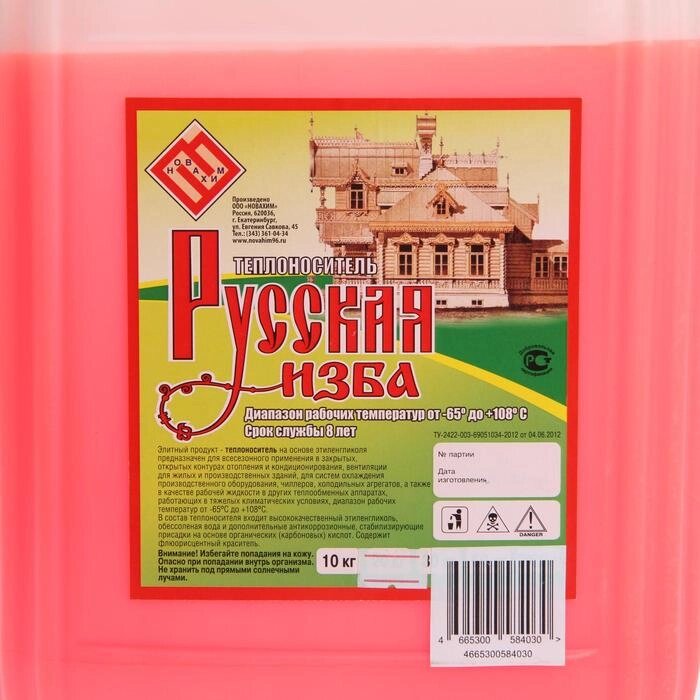 НОВАХИМ
Произведено
ООО «НОВАХИМ»
Россия, 620036,
г. Екатеринбург,
ул. Евгения Савкова, 45
Тел.: (343) 361-04-34
www.novahim96.ru
ТЕПЛОНОСИТЕЛЬ
РУССКАЯ
ИЗБА
Диапазон рабочих температур от -65° до +108° С
Срок службы 8 лет
Добровольная
сертификация
ТУ-2422-003-69051034-2012 от 04.06.2012
Элитный продукт - теплоноситель на основе этиленгликоля
предназначен для всесезонного применения в закрытых,
открытых контурах отопления и кондиционирования, вентиляции
для жилых и производственных зданий, для систем охлаждения
производственного оборудования, чиллеров, холодильных агрегатов, а также
в качестве рабочей жидкости в других теплообменных аппаратах,
работающих в тяжелых климатических условиях, диапазон рабочих
температур от -65°С до +108°С.
В состав теплоносителя входит высококачественный этиленгликоль,
обессоленая вода и дополнительные антикоррозионные, стабилизирующие
присадки на основе органических (карбоновых) кислот. Содержит
флюорисцентный краситель.
Внимание! Избегайте попадания на кожу.
Опасно при попадании внутрь организма.
Не хранить под прямыми солнечными
лучами.
№ партии
Дата
изготовления
DANGER
10 кг
4 665300 584030 >
4665300584030